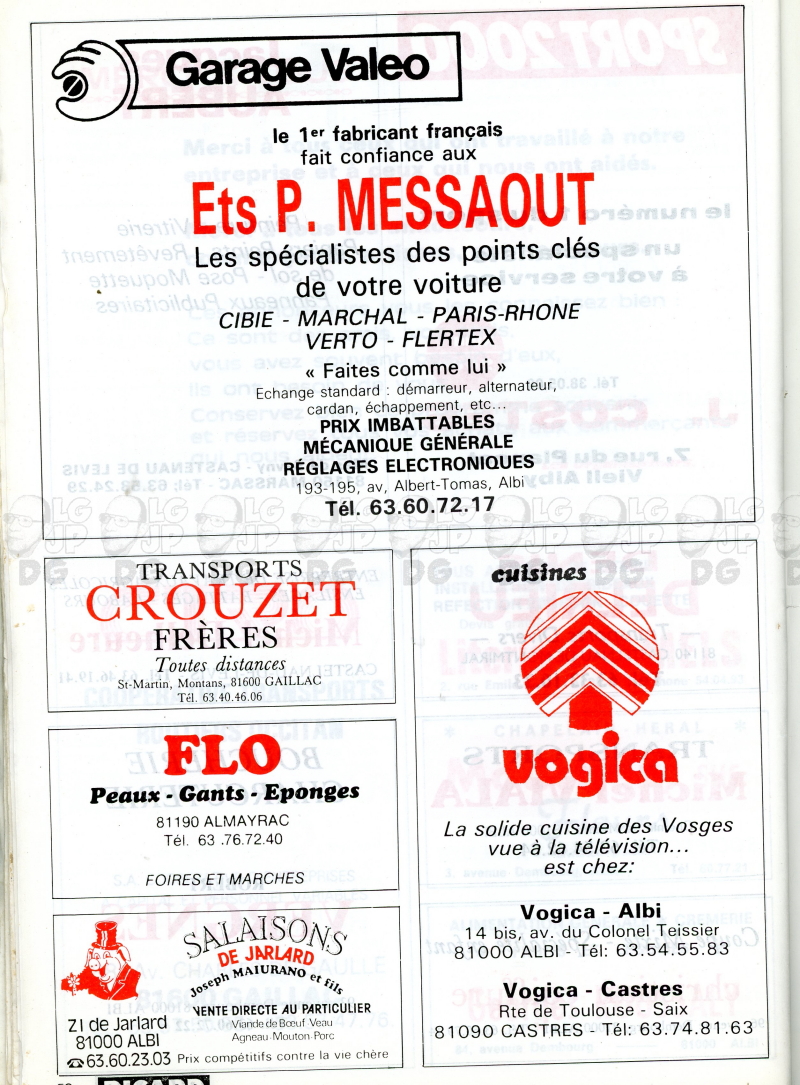 Garage Valeo
le 1er fabricant français
fait confiance aux
Ets P. MESSAOUT
Les spécialistes des points clés
de votre voiture
CIBIE - MARCHAL - PARIS-RHONE
VERTO - FLERTEX
« Faites comme lui »
Echange standard : démarreur, alternateur,
cardan, échappement, etc...
PRIX IMBATTABLES
MÉCANIQUE GÉNÉRALE
RÉGLAGES ELECTRONIQUES
193-195, av, Albert-Tomas, Albi
Tél. 63.60.72.17
TRANSPORTS
CROUZET
FRÈRES
Toutes distances
St-Martin, Montans, 81600 GAILLAC
Tél. 63.40.46.06
FLO
Peaux - Gants - Eponges
81190 ALMAYRAC
Tél. 63 .76.72.40
FOIRES ET MARCHES
SALAISONS
DE JARLARD
Joseph MAIURANO et fils
VENTE DIRECTE AU PARTICULIER
Viande de Bœuf Veau
Agneau-Mouton-Porc
ZI de Jarlard
81000 ALBI
☎63.60.23.03 Prix compétitifs contre la vie chère
cuisines
vogica
La solide cuisine des Vosges
vue à la télévision...
est chez:
Vogica - Albi
14 bis, av. du Colonel Teissier
81000 ALBI - Tél: 63.54.55.83
Vogica - Castres
Rte de Toulouse - Saix
81090 CASTRES - Tél: 63.74.81.63
RICARD
LG JP DG